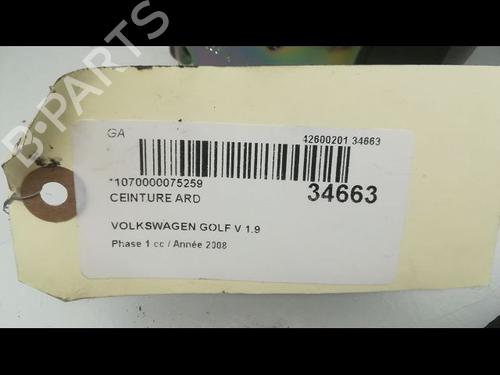 B-PARTS
GA
42600201 34663
*1070000075259
34663
CEINTURE ARD
VOLKSWAGEN GOLF V 1.9
Phase 1 cc / Année 2008